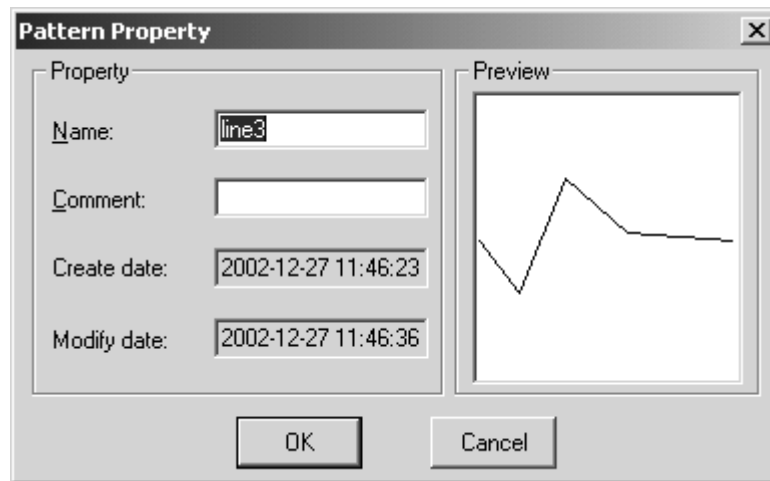 Pattern Property
Property
Name:
line3
Comment:
Create date:
2002-12-27 11:46:23
Modify date:
2002-12-27 11:46:36
Preview
OK
Cancel